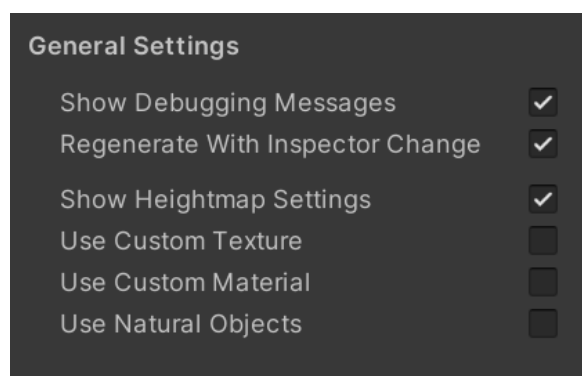 General Settings
Show Debugging Messages
Regenerate With Inspector Change
Show Heightmap Settings
Use Custom Texture
Use Custom Material
Use Natural Objects